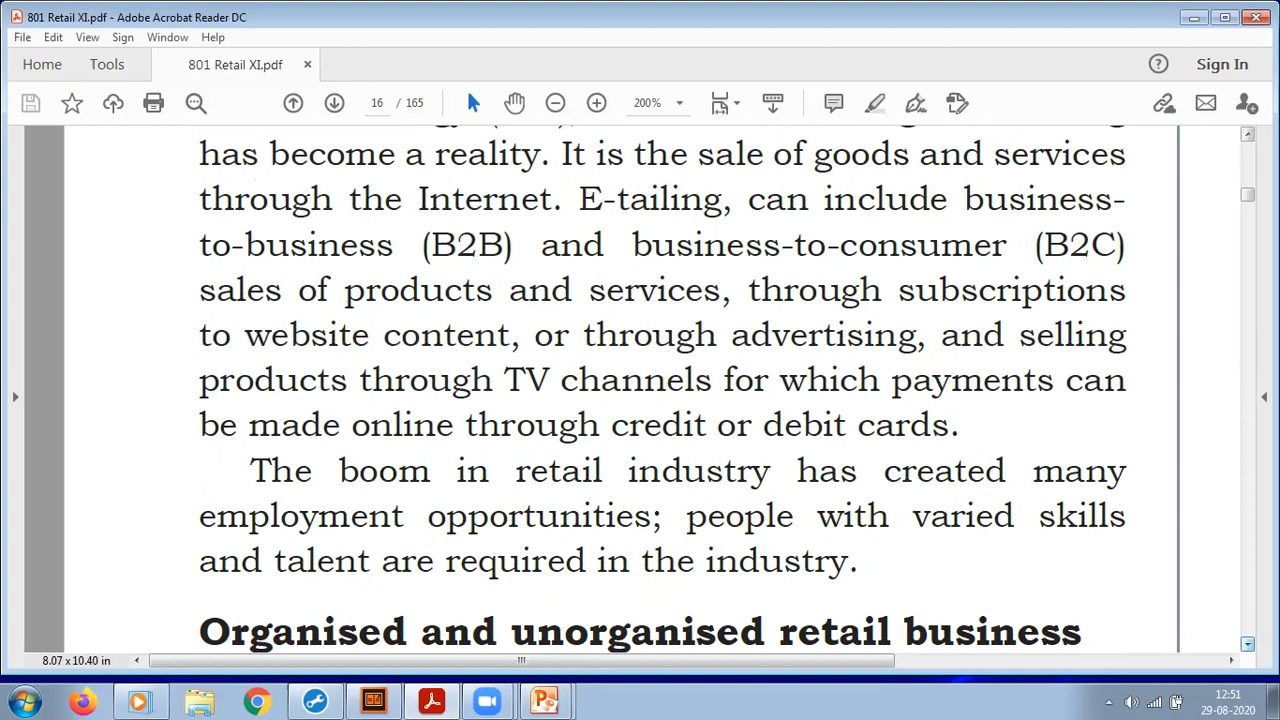 801 Retail XI.pdf - Adobe Acrobat Reader DC
File Edit View Sign Window Help
Home Tools 801 Retail XI.pdf × Sign In
16 / 165 200%
has become a reality. It is the sale of goods and services
through the Internet. E-tailing, can include business-
to-business (B2B) and business-to-consumer (B2C)
sales of products and services, through subscriptions
to website content, or through advertising, and selling
products through TV channels for which payments can
be made online through credit or debit cards.
The boom in retail industry has created many
employment opportunities; people with varied skills
and talent are required in the industry.
Organised and unorganised retail business
8.07 x 10.40 in
12:51
29-08-2020